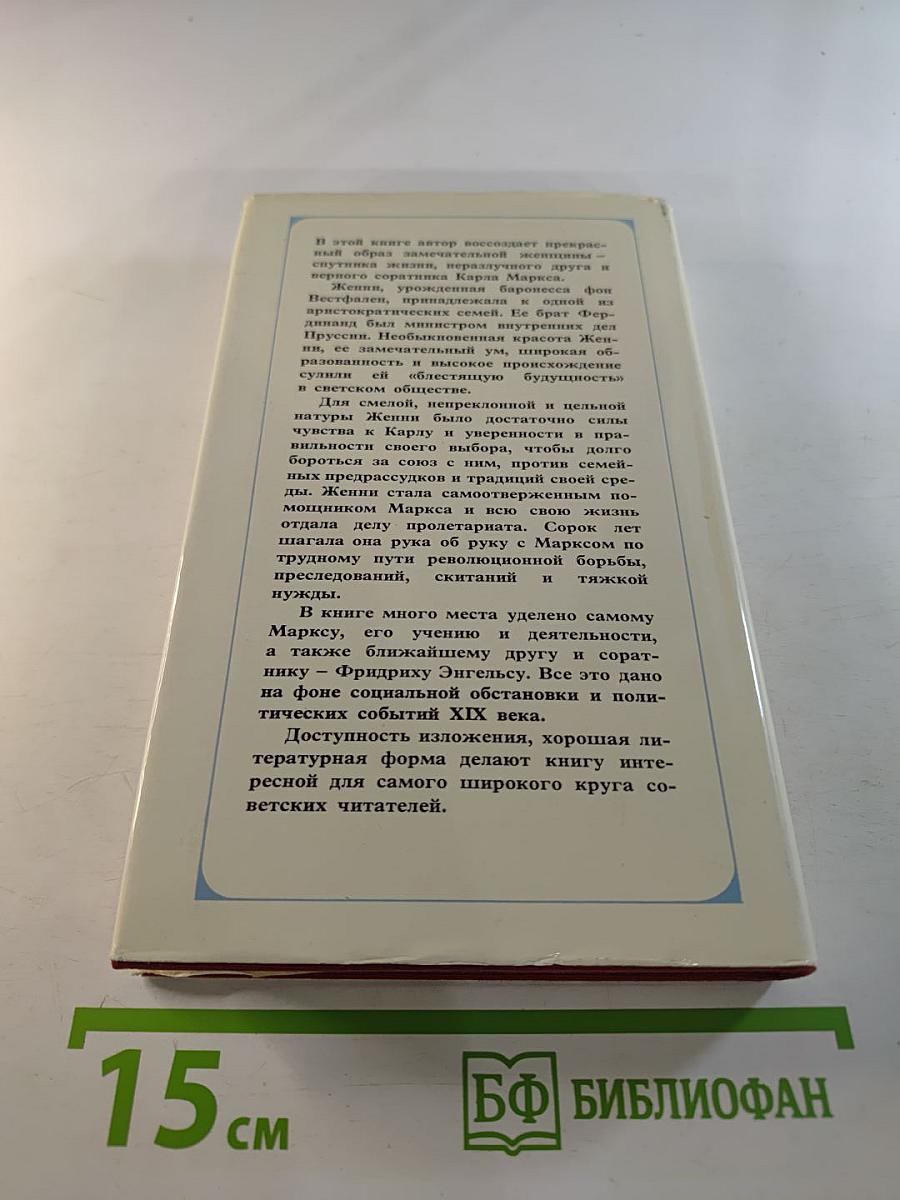 В этой книге автор воссоздает прекрас-
ный образ замечательной женщины –
спутника жизни, неразлучного друга и
верного соратника Карла Маркса.
Женни, урожденная баронесса фон
Вестфален, принадлежала к одной из
аристократических семей. Ее брат Фер-
динанд был министром внутренних дел
Пруссии. Необыкновенная красота Жен-
ни, ее замечательный ум, широкая об-
разованность и высокое происхождение
сулили ей «блестящую будущность»
в светском обществе.
Для смелой, непреклонной и цельной
натуры Женни было достаточно силы
чувства к Карлу и уверенности в пра-
вильности своего выбора, чтобы долго
бороться за союз с ним, против семей-
ных предрассудков и традиций своей сре-
ды. Женни стала самоотверженным по-
мощником Маркса и всю свою жизнь
отдала делу пролетариата. Сорок лет
шагала она рука об руку с Марксом по
трудному пути революционной борьбы,
преследований, скитаний и тяжкой
нужды.
В книге много места уделено самому
Марксу, его учению и деятельности,
а также ближайшему другу и сорат-
нику – Фридриху Энгельсу. Все это дано
на фоне социальной обстановки и поли-
тических событий XIX века.
Доступность изложения, хорошая ли-
тературная форма делают книгу инте-
ресной для самого широкого круга со-
ветских читателей.
15 см
БФ БИБЛИОФАН